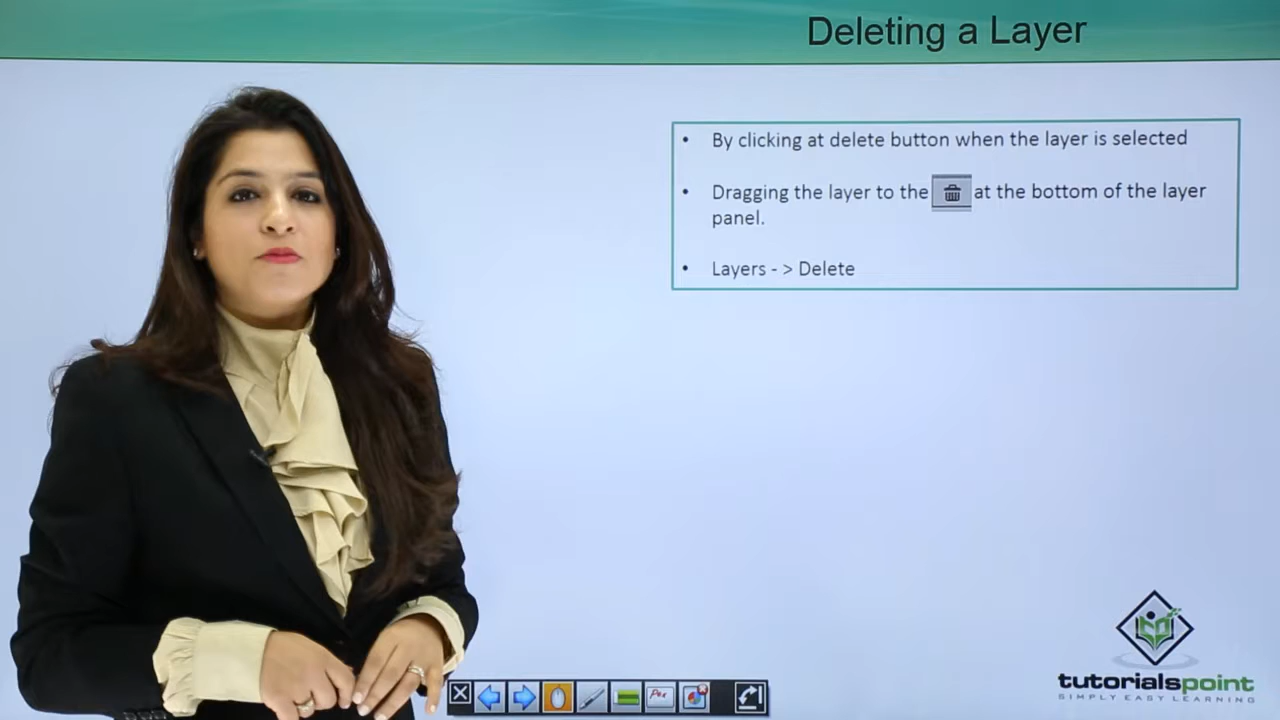 Deleting a Layer
• By clicking at delete button when the layer is selected
• Dragging the layer to the at the bottom of the layer
panel.
• Layers - > Delete
Pen
tutorialspoint
SIMPLY EASY LEARNING